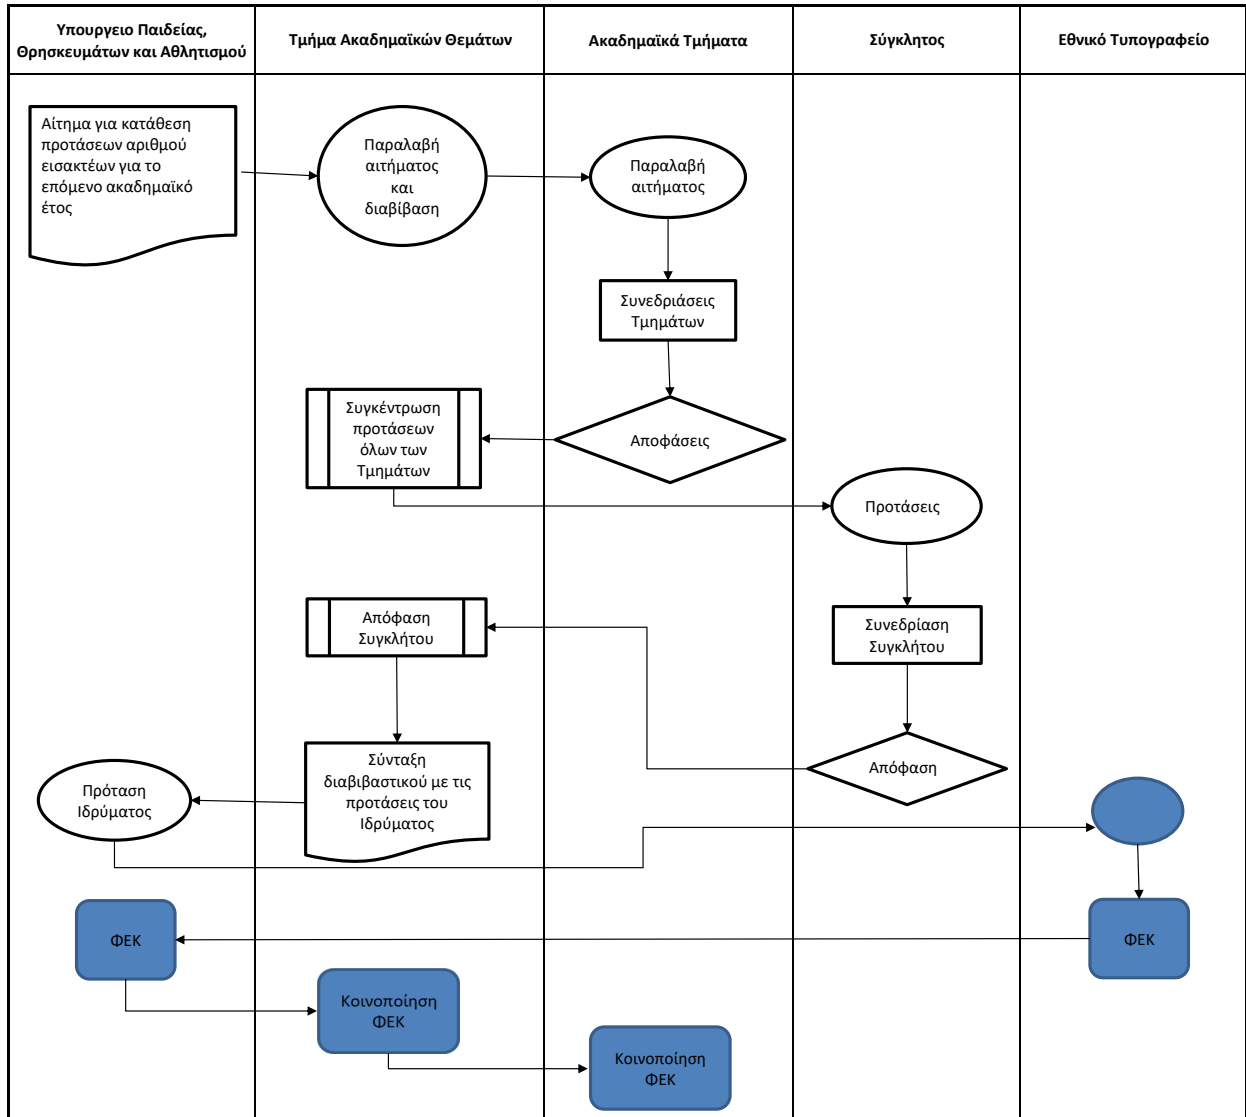 Υπουργειο Παιδείας,
Θρησκευμάτων και Αθλητισμού
Τμήμα Ακαδημαϊκών Θεμάτων
Ακαδημαϊκά Τμήματα
Σύγκλητος
Εθνικό Τυπογραφείο
Αίτημα για κατάθεση
προτάσεων αριθμού
εισακτέων για το
επόμενο ακαδημαϊκό
έτος
Παραλαβή
αιτήματος
και
διαβίβαση
Παραλαβή
αιτήματος
Συνεδριάσεις
Τμημάτων
Αποφάσεις
Συγκέντρωση
προτάσεων
όλων των
Τμημάτων
Προτάσεις
Συνεδρίαση
Συγκλήτου
Απόφαση
Απόφαση
Συγκλήτου
Σύνταξη
διαβιβαστικού με τις
προτάσεις του
Ιδρύματος
Πρόταση
Ιδρύματος
ΦΕΚ
ΦΕΚ
Κοινοποίηση
ΦΕΚ
Κοινοποίηση
ΦΕΚ